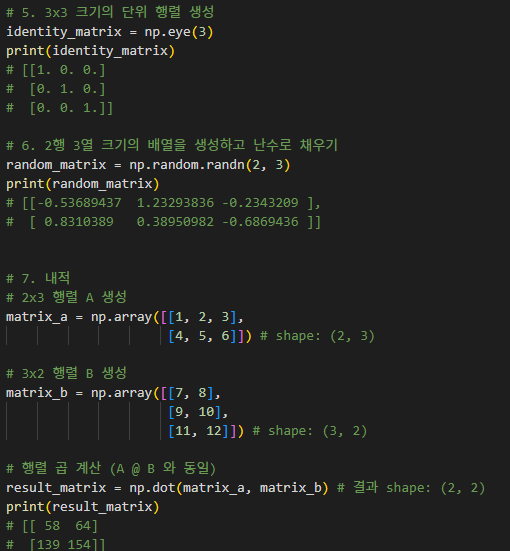 # 5. 3x3 크기의 단위 행렬 생성
identity_matrix = np.eye(3)
print(identity_matrix)
# [[1. 0. 0.]
#  [0. 1. 0.]
#  [0. 0. 1.]]
# 6. 2행 3열 크기의 배열을 생성하고 난수로 채우기
random_matrix = np.random.randn(2, 3)
print(random_matrix)
# [[-0.53689437  1.23293836 -0.2343209 ],
#  [ 0.8310389   0.38950982 -0.6869436 ]]
# 7. 내적
# 2x3 행렬 A 생성
matrix_a = np.array([[1, 2, 3],
                     [4, 5, 6]]) # shape: (2, 3)
# 3x2 행렬 B 생성
matrix_b = np.array([[7, 8],
                     [9, 10],
                     [11, 12]]) # shape: (3, 2)
# 행렬 곱 계산 (A @ B 와 동일)
result_matrix = np.dot(matrix_a, matrix_b) # 결과 shape: (2, 2)
print(result_matrix)
# [[ 58  64]
#  [139 154]]